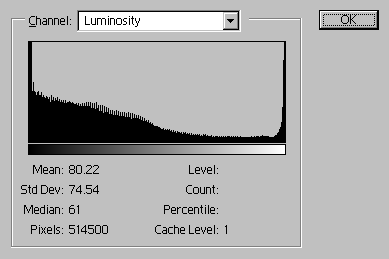 Channel: Luminosity OK
Mean: 80.22 Level:
Std Dev: 74.54 Count:
Median: 61 Percentile:
Pixels: 514500 Cache Level: 1